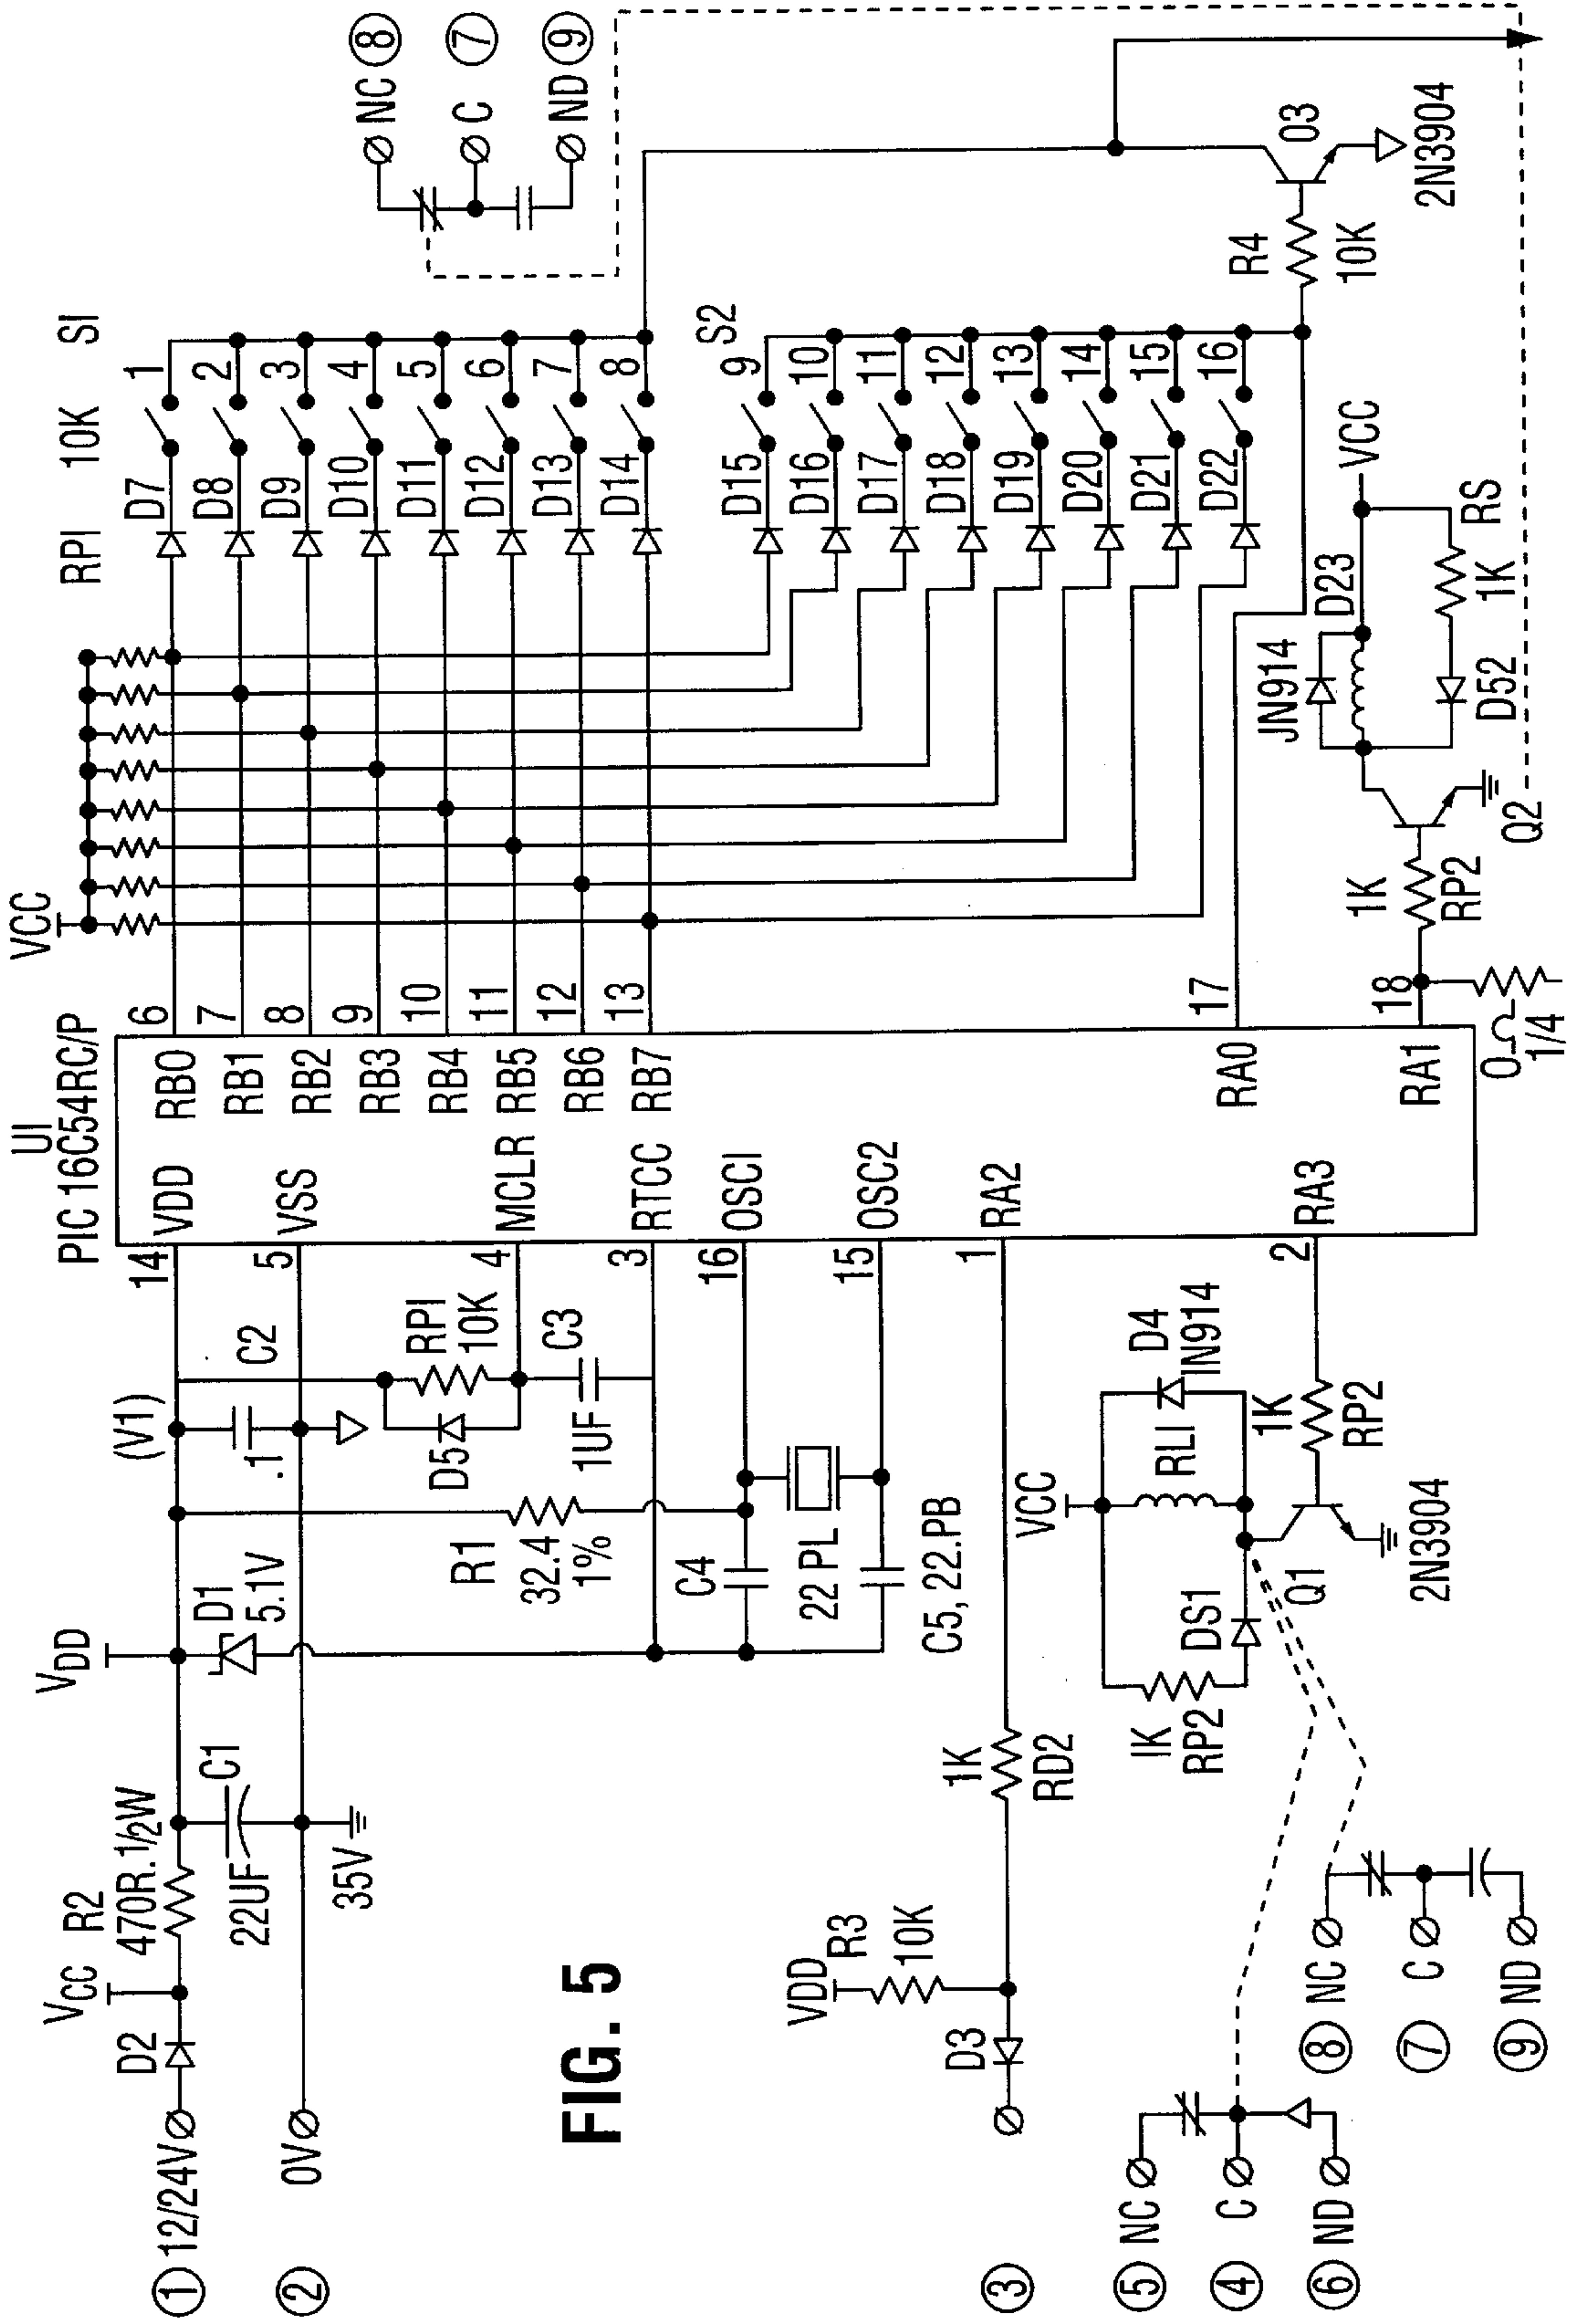 FIG. 5
① 12/24V
② 0V
D2
VCC
R2
470R.1/2W
C1
22UF
35V
VDD
D1
5.1V
(V1)
C2
.1
R1
32.4
1%
D5
RPI
10K
C3
1UF
C4
22 PL
C5, 22.PB
③
D3
VDD
R3
10K
1K
RD2
⑤ NC
④ C
⑥ ND
⑧ NC
⑦ C
⑨ ND
VCC
IK
RP2
DS1
RLI
D4
IN914
Q1
2N3904
1K
RP2
UI
PIC 16C54RC/P
14 VDD
5 VSS
4 MCLR
3 RTCC
16 OSCI
15 OSC2
1 RA2
2 RA3
RB0 6
RB1 7
RB2 8
RB3 9
RB4 10
RB5 11
RB6 12
RB7 13
RA0 17
RA1 18
VCC
RPI 10K SI
D7 1
D8 2
D9 3
D10 4
D11 5
D12 6
D13 7
D14 8
S2
D15 9
D16 10
D17 11
D18 12
D19 13
D20 14
D21 15
D22 16
NC ⑧
C ⑦
ND ⑨
R4
10K
O3
2N3904
O Ω
1/4
1K
RP2
Q2
JN914
D23
VCC
D52
1K
RS